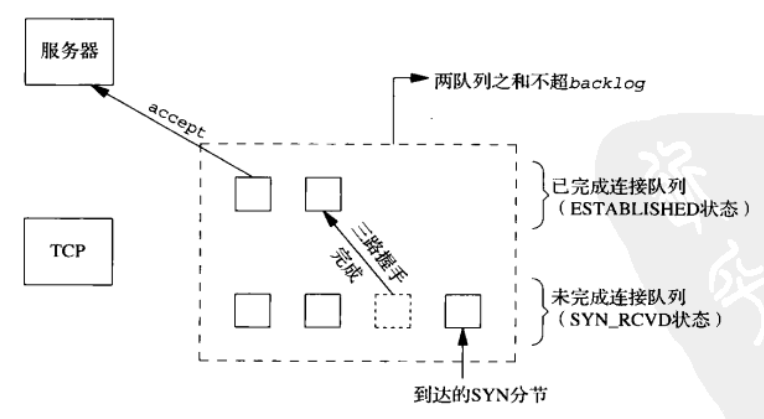 服务器
两队列之和不超backlog
accept
已完成连接队列
（ESTABLISHED状态）
三路握手
完成
TCP
未完成连接队列
（SYN_RCVD状态）
到达的SYN分节